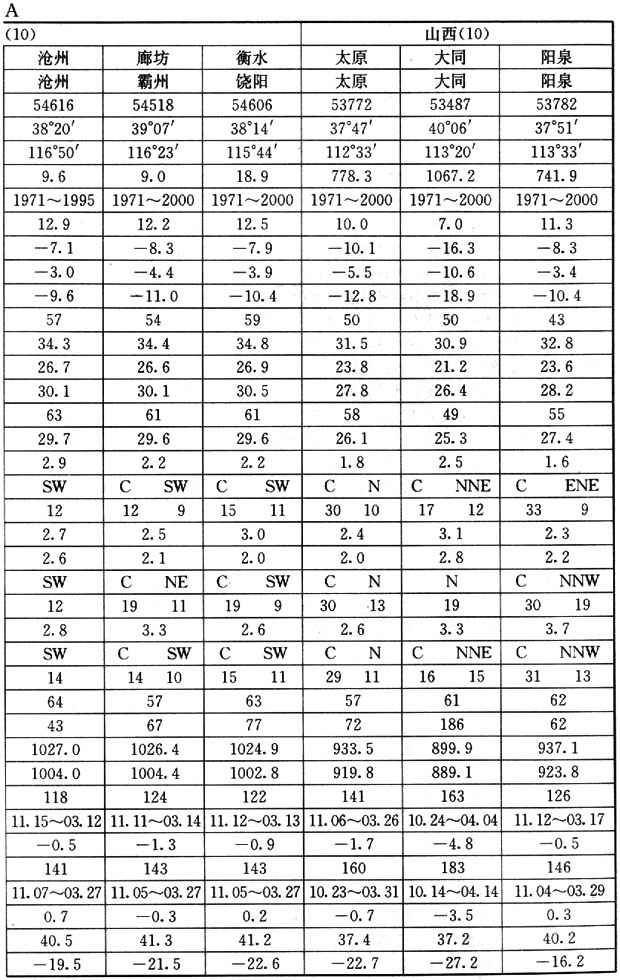 A
(10) 山西(10)
沧州 廊坊 衡水 太原 大同 阳泉
沧州 霸州 饶阳 太原 大同 阳泉
54616 54518 54606 53772 53487 53782
38°20′ 39°07′ 38°14′ 37°47′ 40°06′ 37°51′
116°50′ 116°23′ 115°44′ 112°33′ 113°20′ 113°33′
9.6 9.0 18.9 778.3 1067.2 741.9
1971～1995 1971～2000 1971～2000 1971～2000 1971～2000 1971～2000
12.9 12.2 12.5 10.0 7.0 11.3
−7.1 −8.3 −7.9 −10.1 −16.3 −8.3
−3.0 −4.4 −3.9 −5.5 −10.6 −3.4
−9.6 −11.0 −10.4 −12.8 −18.9 −10.4
57 54 59 50 50 43
34.3 34.4 34.8 31.5 30.9 32.8
26.7 26.6 26.9 23.8 21.2 23.6
30.1 30.1 30.5 27.8 26.4 28.2
63 61 61 58 49 55
29.7 29.6 29.6 26.1 25.3 27.4
2.9 2.2 2.2 1.8 2.5 1.6
SW C SW C SW C N C NNE C ENE
12 12 9 15 11 30 10 17 12 33 9
2.7 2.5 3.0 2.4 3.1 2.3
2.6 2.1 2.0 2.0 2.8 2.2
SW C NE C SW C N N C NNW
12 19 11 19 9 30 13 19 30 19
2.8 3.3 2.6 2.6 3.3 3.7
SW C SW C SW C N C NNE C NNW
14 14 10 15 11 29 11 16 15 31 13
64 57 63 57 61 62
43 67 77 72 186 62
1027.0 1026.4 1024.9 933.5 899.9 937.1
1004.0 1004.4 1002.8 919.8 889.1 923.8
118 124 122 141 163 126
11.15～03.12 11.11～03.14 11.12～03.13 11.06～03.26 10.24～04.04 11.12～03.17
−0.5 −1.3 −0.9 −1.7 −4.8 −0.5
141 143 143 160 183 146
11.07～03.27 11.05～03.27 11.05～03.27 10.23～03.31 10.14～04.14 11.04～03.29
0.7 −0.3 0.2 −0.7 −3.5 0.3
40.5 41.3 41.2 37.4 37.2 40.2
−19.5 −21.5 −22.6 −22.7 −27.2 −16.2